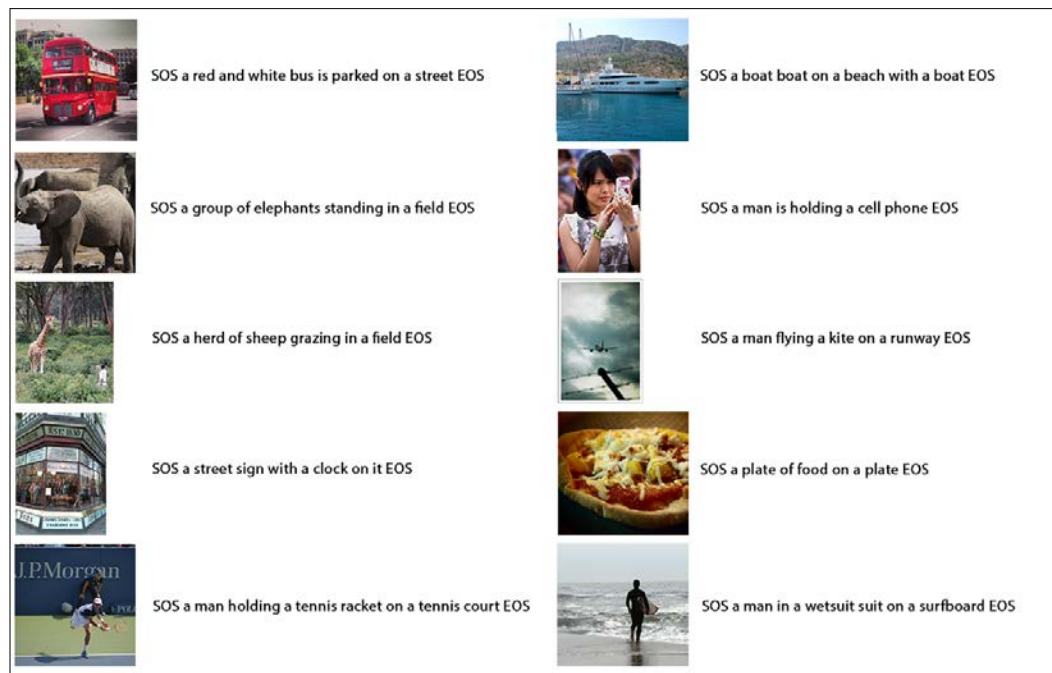 SOS a red and white bus is parked on a street EOS
SOS a boat boat on a beach with a boat EOS
SOS a group of elephants standing in a field EOS
SOS a man is holding a cell phone EOS
SOS a herd of sheep grazing in a field EOS
SOS a man flying a kite on a runway EOS
SOS a street sign with a clock on it EOS
SOS a plate of food on a plate EOS
J.P.Morgan
SOS a man holding a tennis racket on a tennis court EOS
SOS a man in a wetsuit suit on a surfboard EOS